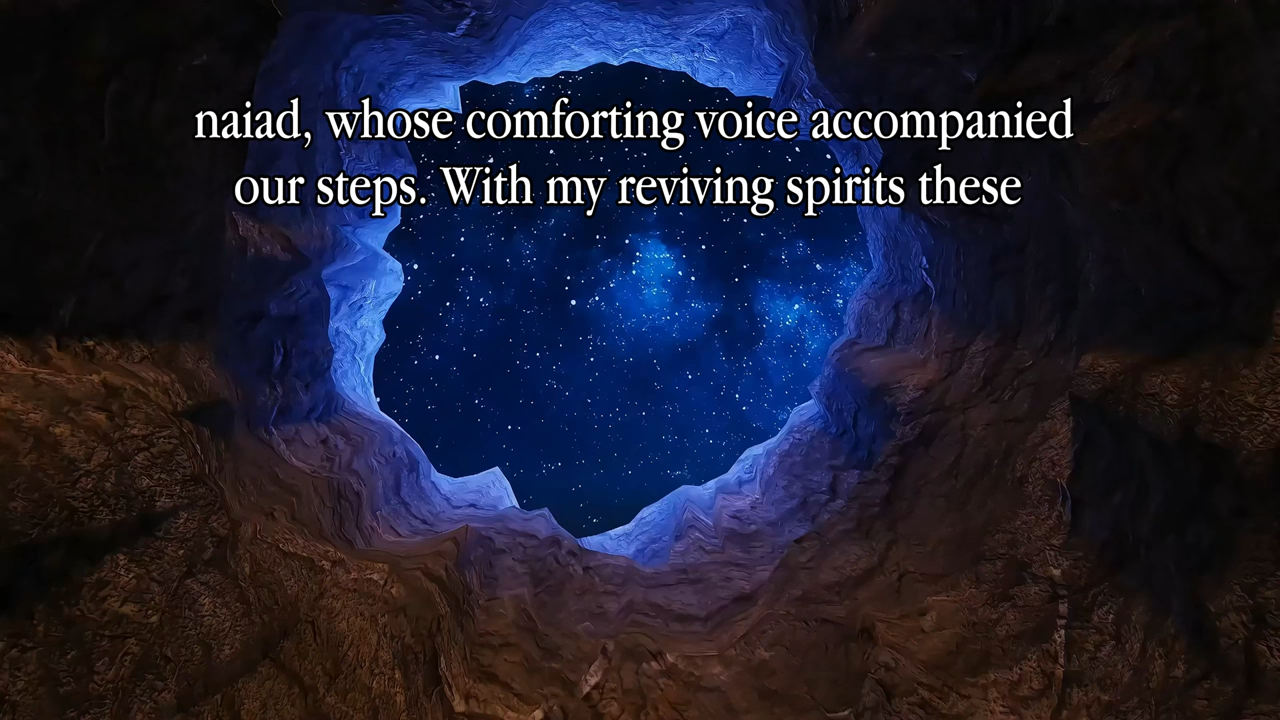 naiad, whose comforting voice accompanied
our steps. With my reviving spirits these